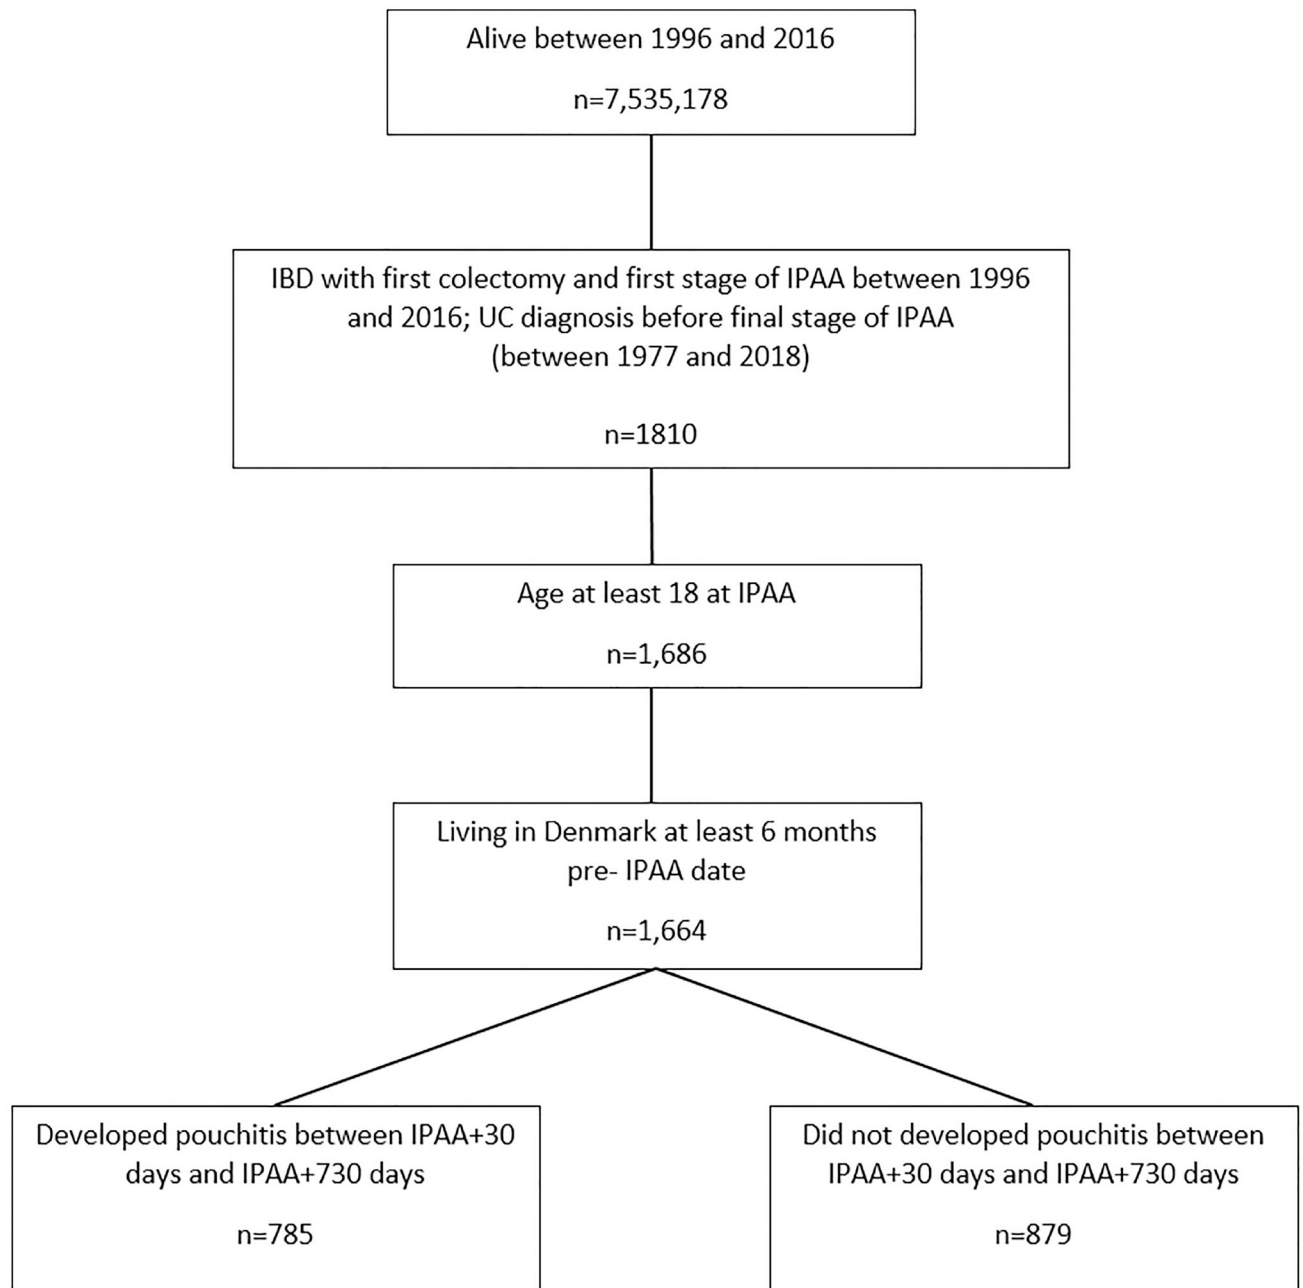 Alive between 1996 and 2016
n=7,535,178
IBD with first colectomy and first stage of IPAA between 1996
and 2016; UC diagnosis before final stage of IPAA
(between 1977 and 2018)
n=1810
Age at least 18 at IPAA
n=1,686
Living in Denmark at least 6 months
pre- IPAA date
n=1,664
Developed pouchitis between IPAA+30
days and IPAA+730 days
n=785
Did not developed pouchitis between
IPAA+30 days and IPAA+730 days
n=879